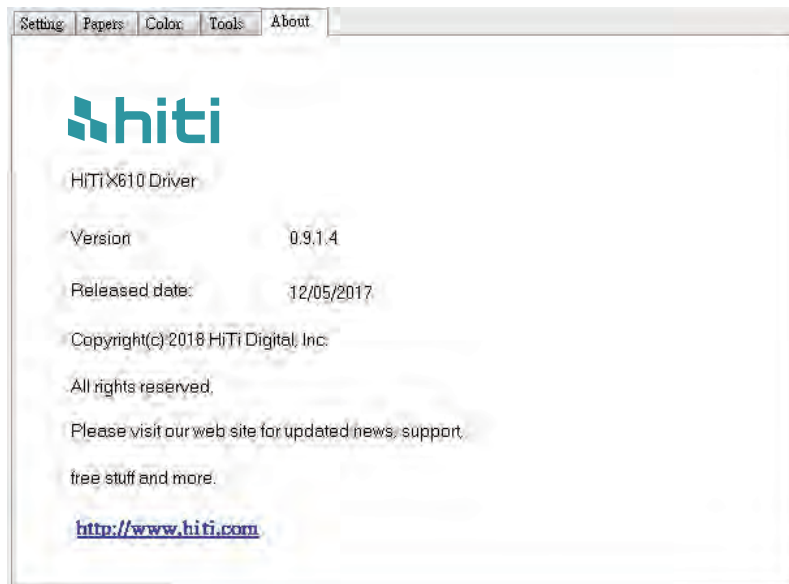 Setting Papers Color Tools About
hiti
HiTi X610 Driver
Version 0.9.1.4
Released date: 12/05/2017
Copyright(c) 2018 HiTi Digital, Inc.
All rights reserved.
Please visit our web site for updated news, support,
free stuff and more.
http://www.hiti.com